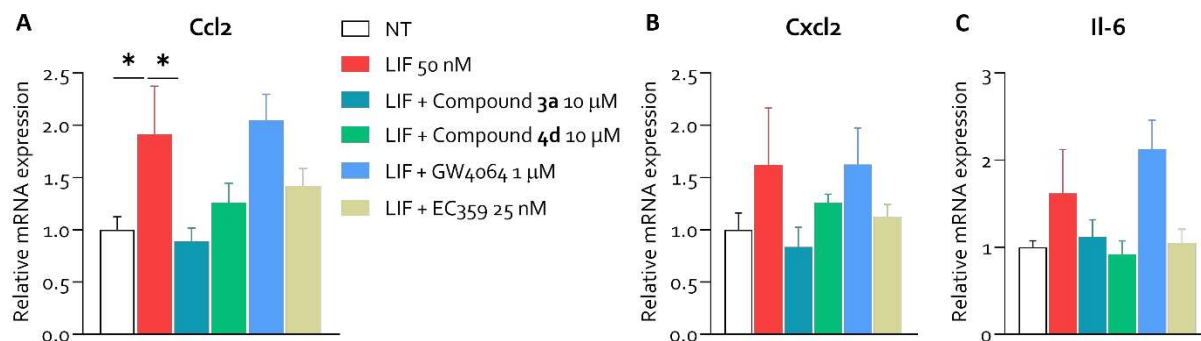 A
Ccl2
Relative mRNA expression
2.5
2.0
1.5
1.0
0.5
0.0
* *
NT
LIF 50 nM
LIF + Compound 3a 10 µM
LIF + Compound 4d 10 µM
LIF + GW4064 1 µM
LIF + EC359 25 nM
B
Cxcl2
Relative mRNA expression
2.5
2.0
1.5
1.0
0.5
0.0
C
Il-6
Relative mRNA expression
3
2
1
0